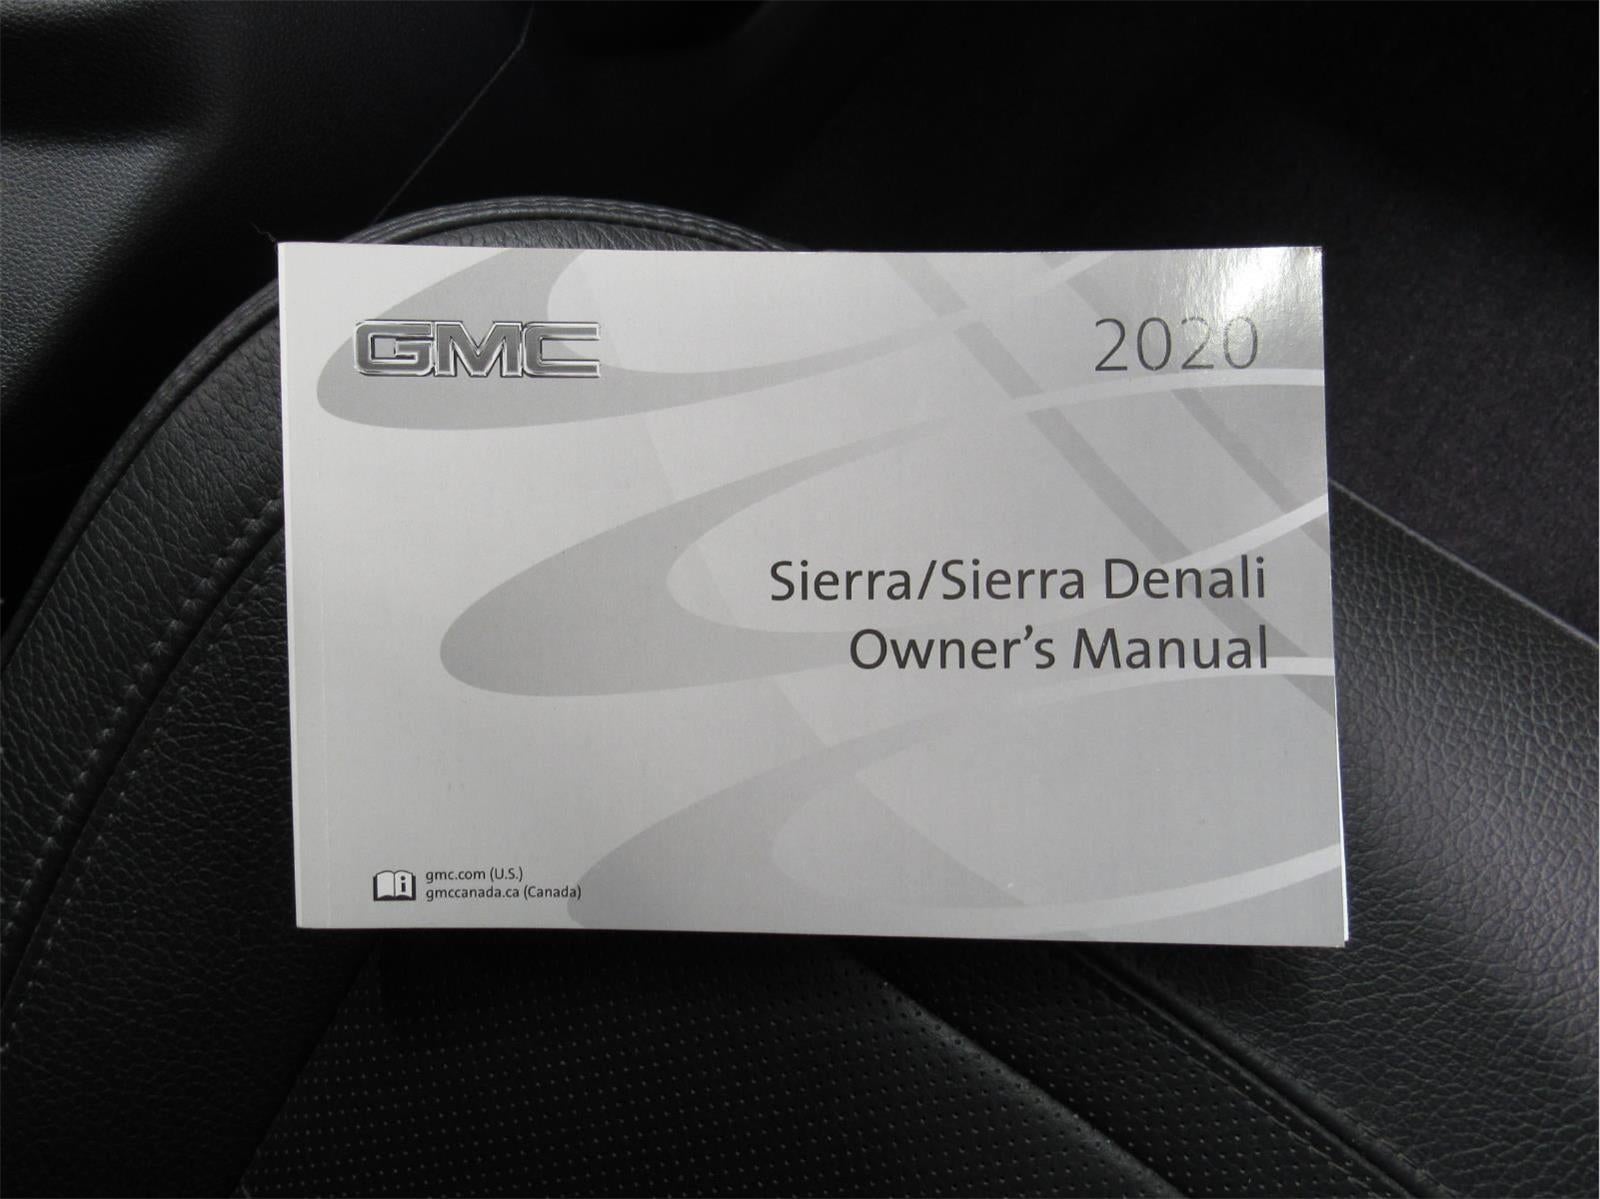 GMC
2020
Sierra/Sierra Denali
Owner's Manual
gmc.com (U.S.)
gmccanada.ca (Canada)